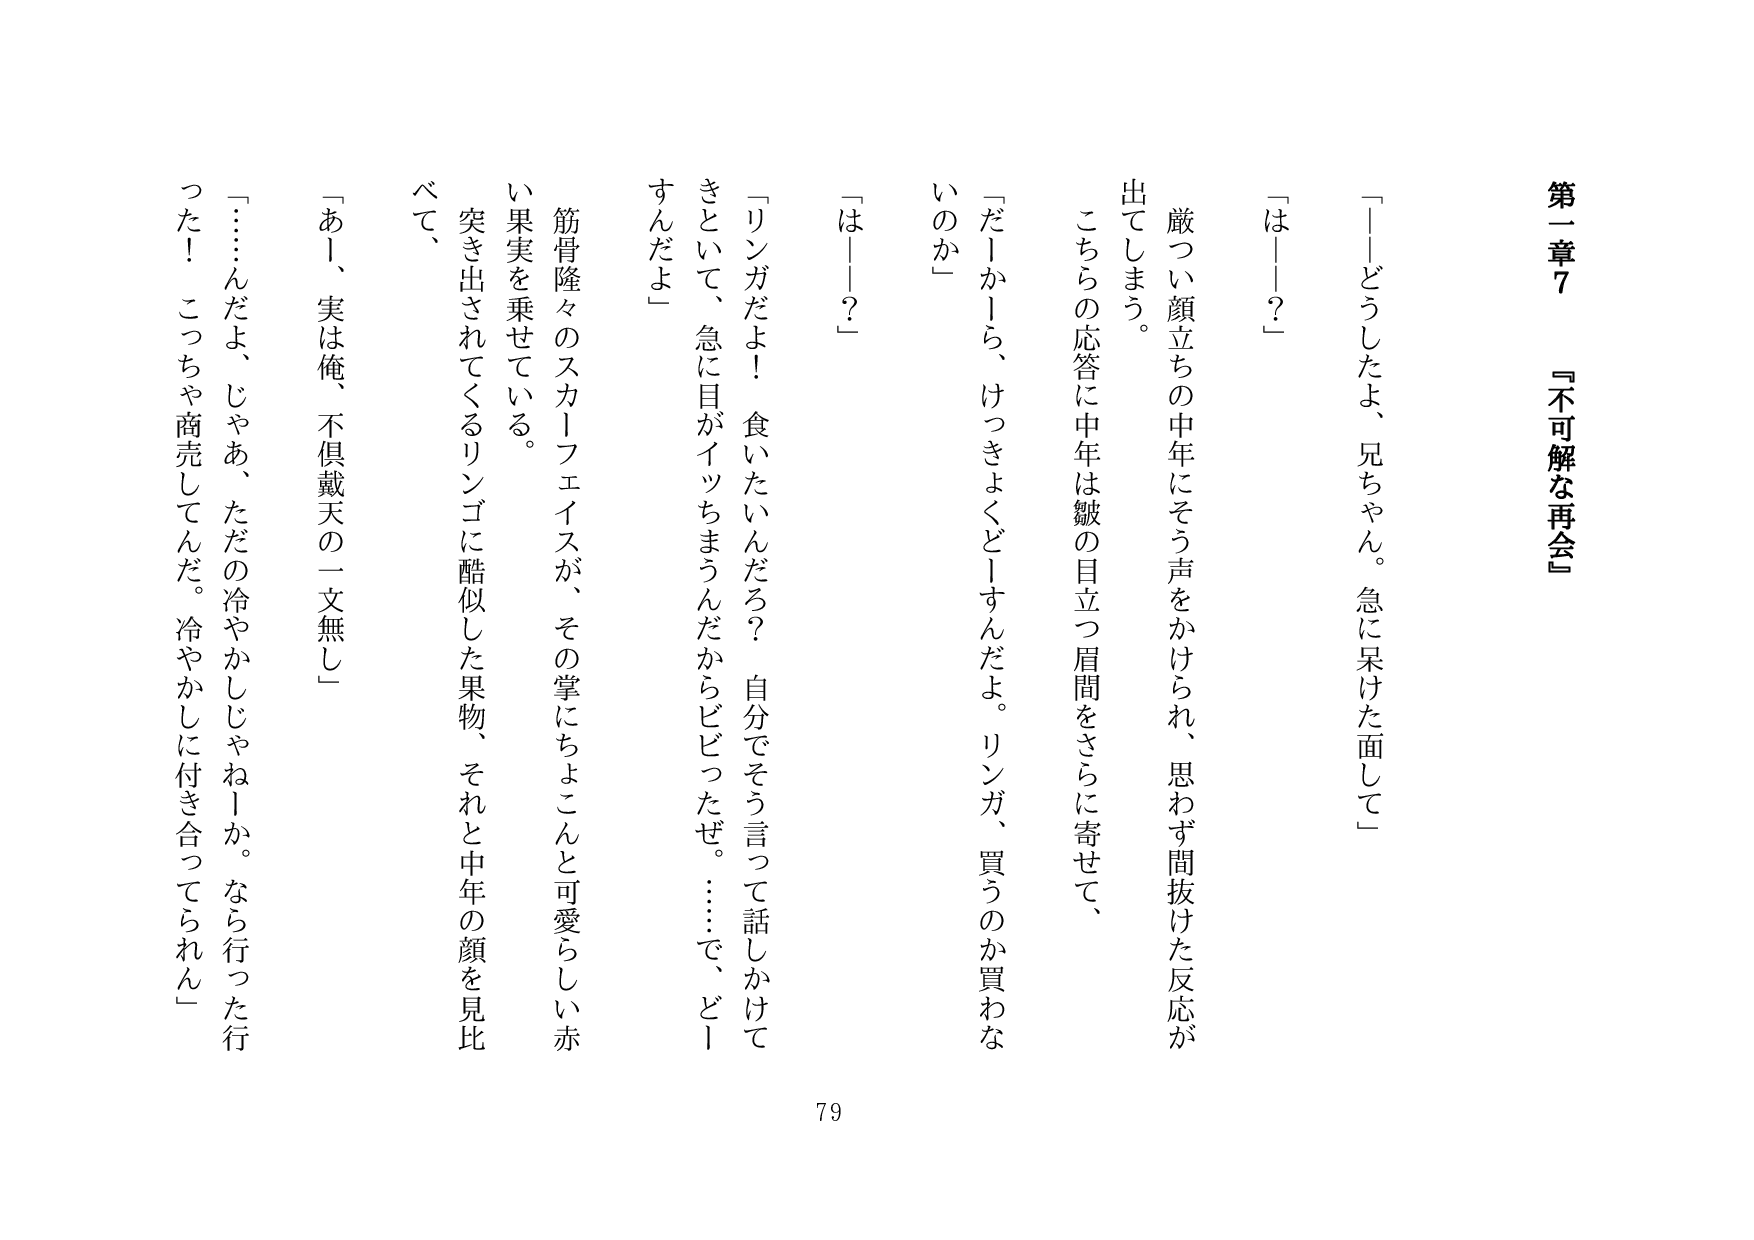 第一章７　　『不可解な再会』
「――どうしたよ、兄ちゃん。急に呆けた面して」
「は――？」
　厳つい顔立ちの中年にそう声をかけられ、思わず間抜けた反応が
出てしまう。
　こちらの応答に中年は皺の目立つ眉間をさらに寄せて、
「だーかーら、けっきょくどーすんだよ。リンガ、買うのか買わな
いのか」
「は――？」
「リンガだよ！　食いたいんだろ？　自分でそう言って話しかけて
きといて、急に目がイッちまうんだからビビったぜ。……で、どー
すんだよ」
　筋骨隆々のスカーフェイスが、その掌にちょこんと可愛らしい赤
い果実を乗せている。
　突き出されてくるリンゴに酷似した果物、それと中年の顔を見比
べて、
「あー、実は俺、不倶戴天の一文無し」
「……んだよ、じゃあ、ただの冷やかしじゃねーか。なら行った行
った！　こっちゃ商売してんだ。冷やかしに付き合ってられん」
79